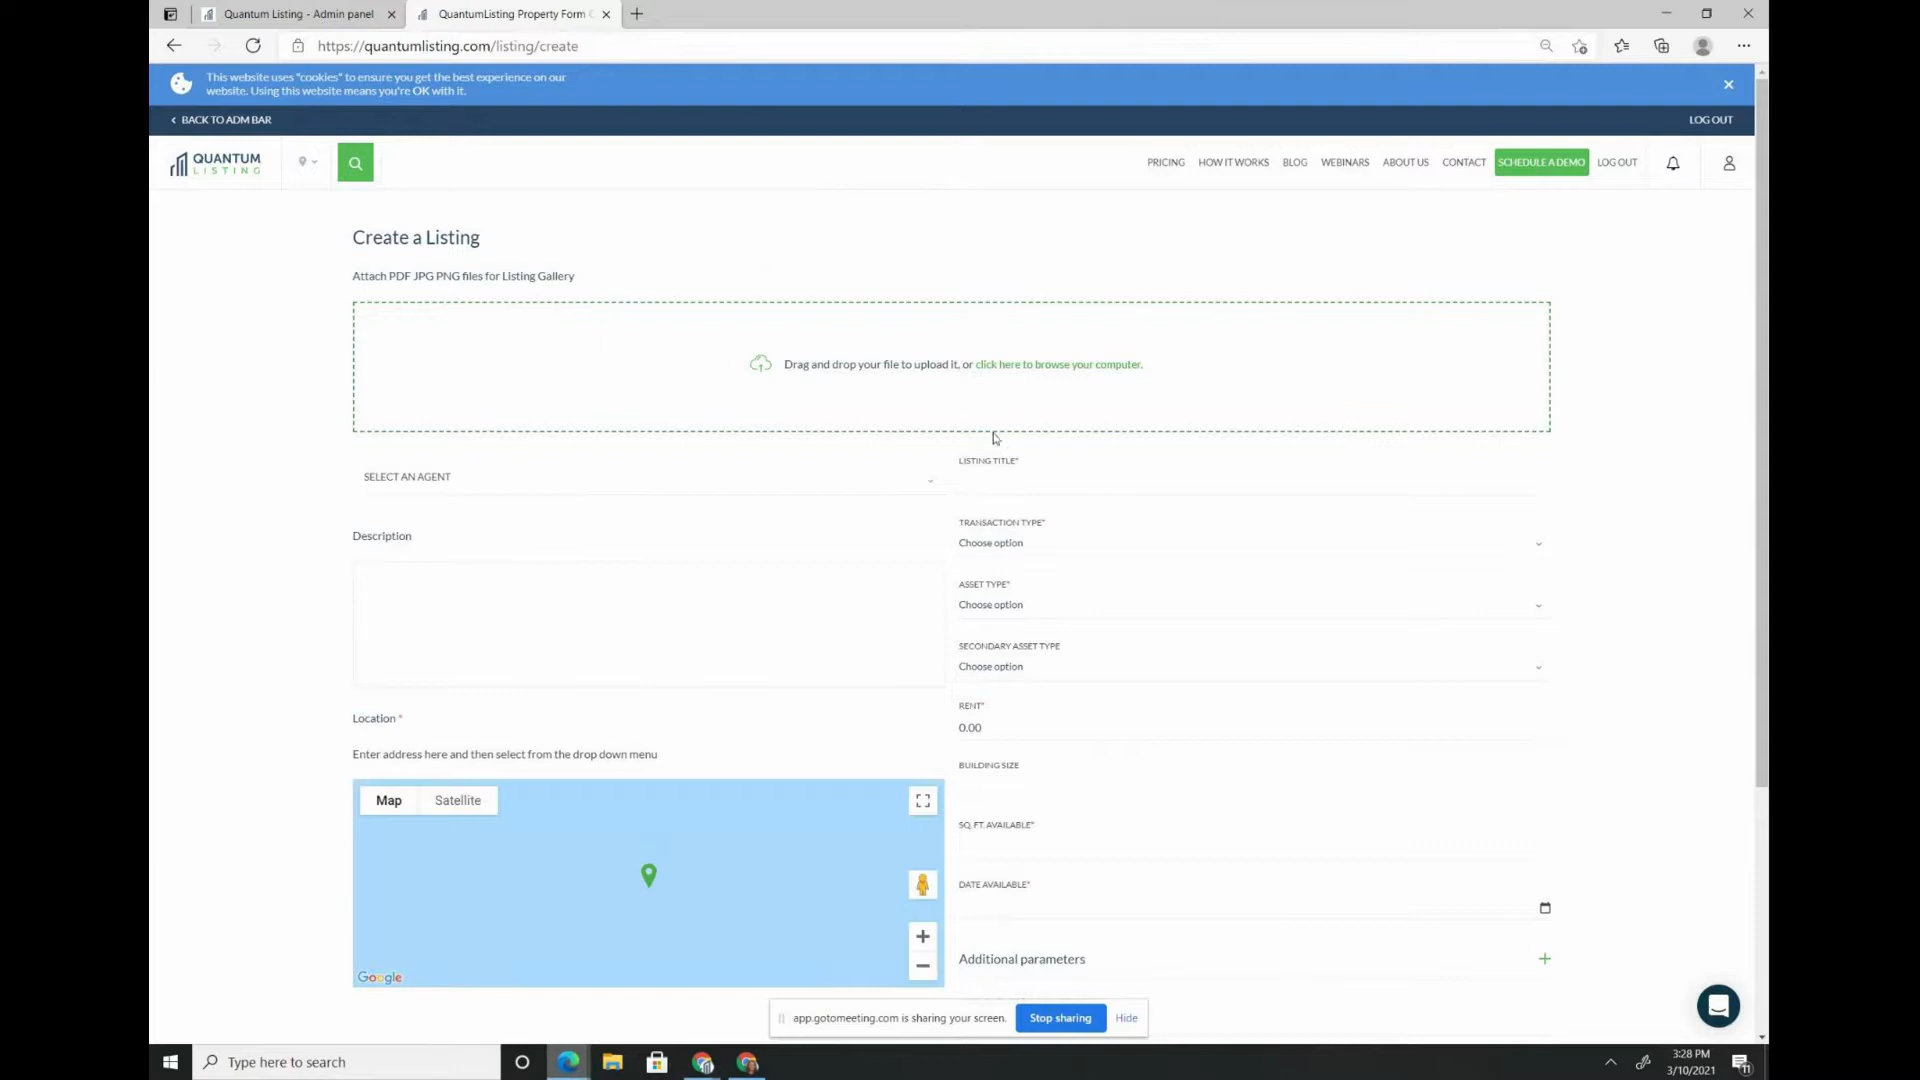 Quantum Listing - Admin panel
QuantumListing Property Form
https://quantumlisting.com/listing/create
This website uses "cookies" to ensure you get the best experience on our
website. Using this website means you're OK with it.
BACK TO ADM BAR
LOG OUT
QUANTUM
LISTING
PRICING
HOW IT WORKS
BLOG
WEBINARS
ABOUT US
CONTACT
SCHEDULE A DEMO
LOG OUT
Create a Listing
Attach PDF JPG PNG files for Listing Gallery
Drag and drop your file to upload it, or click here to browse your computer.
SELECT AN AGENT
LISTING TITLE*
Description
TRANSACTION TYPE*
Choose option
ASSET TYPE*
Choose option
SECONDARY ASSET TYPE
Choose option
RENT*
0.00
Location *
Enter address here and then select from the drop down menu
BUILDING SIZE
Map
Satellite
SQ. FT. AVAILABLE*
DATE AVAILABLE*
Additional parameters
Google
app.gotomeeting.com is sharing your screen.
Stop sharing
Hide
Type here to search
3:28 PM
3/10/2021
11